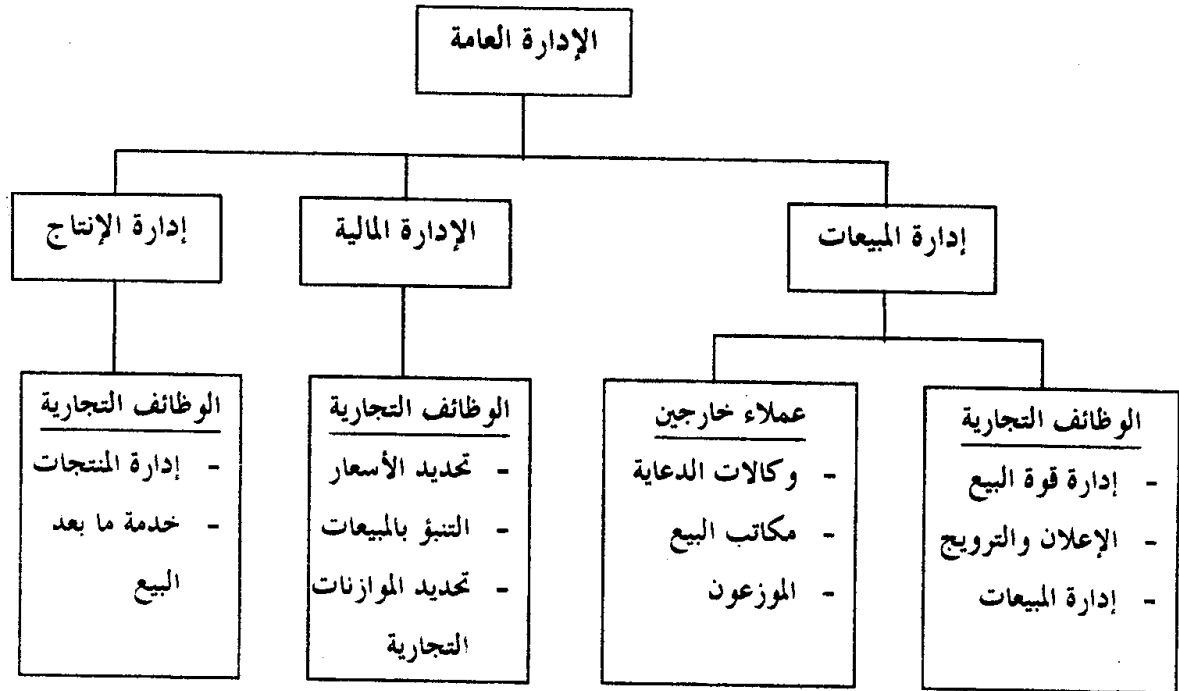 الإدارة العامة
إدارة المبيعات
الإدارة المالية
إدارة الإنتاج
الوظائف التجارية
- إدارة قوة البيع
- الإعلان والترويج
- إدارة المبيعات
عملاء خارجين
- وكالات الدعاية
- مكاتب البيع
- الموزعون
الوظائف التجارية
- تحديد الأسعار
- التنبؤ بالمبيعات
- تحديد الموازنات
التجارية
الوظائف التجارية
- إدارة المنتجات
- خدمة ما بعد
البيع